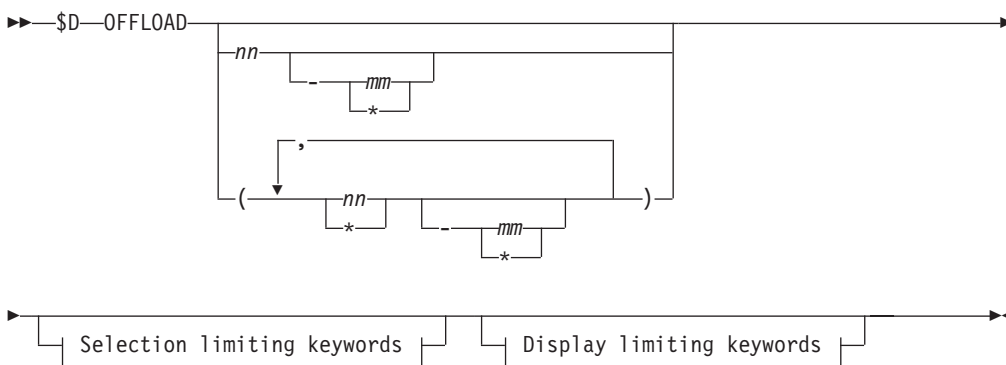 $D OFFLOAD
nn
- mm
*
,
( nn - mm )
* *
Selection limiting keywords Display limiting keywords